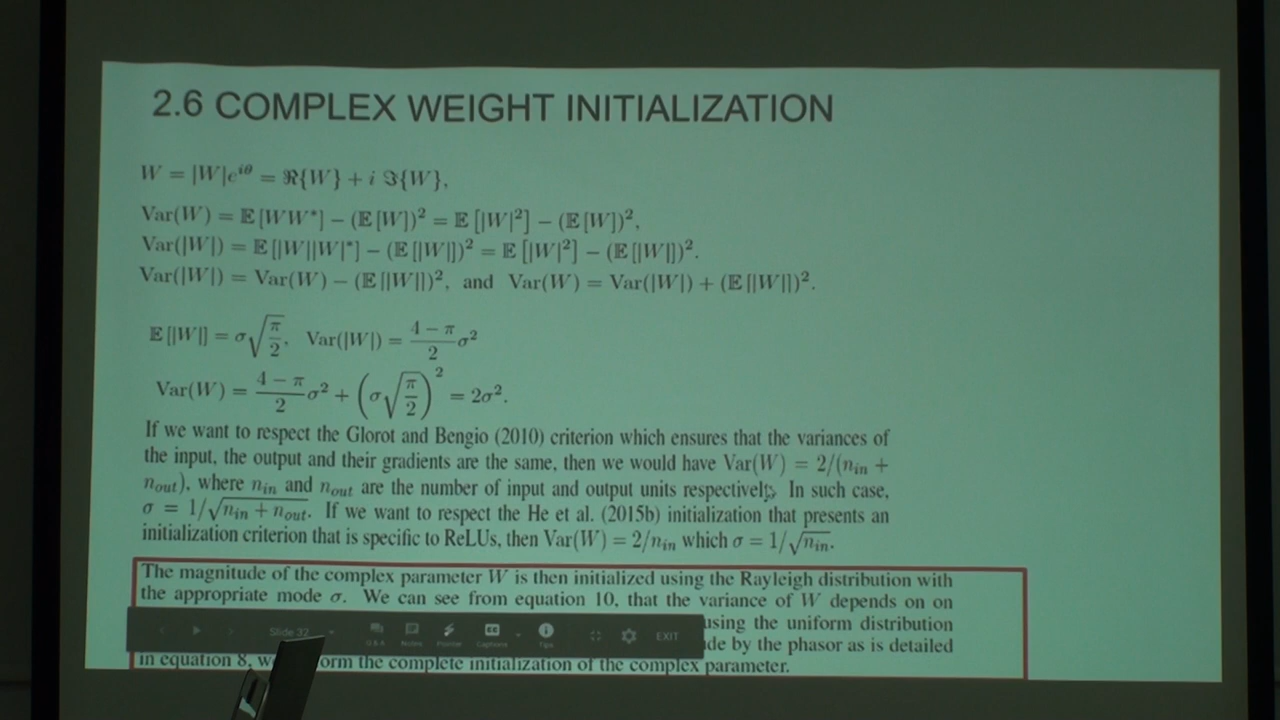 2.6 COMPLEX WEIGHT INITIALIZATION
W = |W|e^{iθ} = ℜ{W} + i ℑ{W},
Var(W) = 𝔼[WW*] − (𝔼[W])² = 𝔼[|W|²] − (𝔼[W])²,
Var(|W|) = 𝔼[|W||W|*] − (𝔼[|W|])² = 𝔼[|W|²] − (𝔼[|W|])².
Var(|W|) = Var(W) − (𝔼[|W|])², and Var(W) = Var(|W|) + (𝔼[|W|])².
𝔼[|W|] = σ√(π/2), Var(|W|) = (4 − π)/2 σ²
Var(W) = (4 − π)/2 σ² + (σ√(π/2))² = 2σ².
If we want to respect the Glorot and Bengio (2010) criterion which ensures that the variances of
the input, the output and their gradients are the same, then we would have Var(W) = 2/(n_in +
n_out), where n_in and n_out are the number of input and output units respectively. In such case,
σ = 1/√(n_in + n_out). If we want to respect the He et al. (2015b) initialization that presents an
initialization criterion that is specific to ReLUs, then Var(W) = 2/n_in which σ = 1/√n_in.
The magnitude of the complex parameter W is then initialized using the Rayleigh distribution with
the appropriate mode σ. We can see from equation 10, that the variance of W depends on on
using the uniform distribution
Slide 32
Q & A Notes Pointer Captions Tips EXIT
by the phasor as is detailed
in equation 8, the complete initialization of the complex parameter.